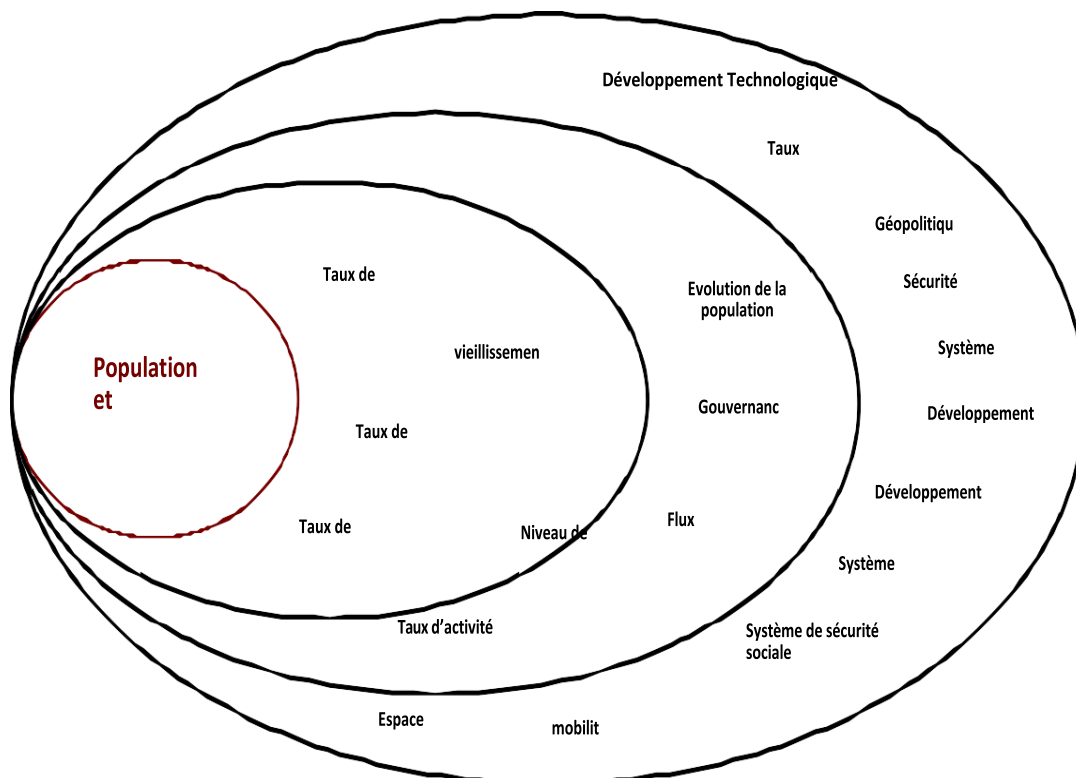 Développement Technologique
Taux
Géopolitiqu
Taux de
Sécurité
Evolution de la
population
Système
vieillissemen
Population
et
Gouvernanc
Développement
Taux de
Développement
Flux
Taux de
Niveau de
Système
Taux d’activité
Système de sécurité
sociale
Espace
mobilit